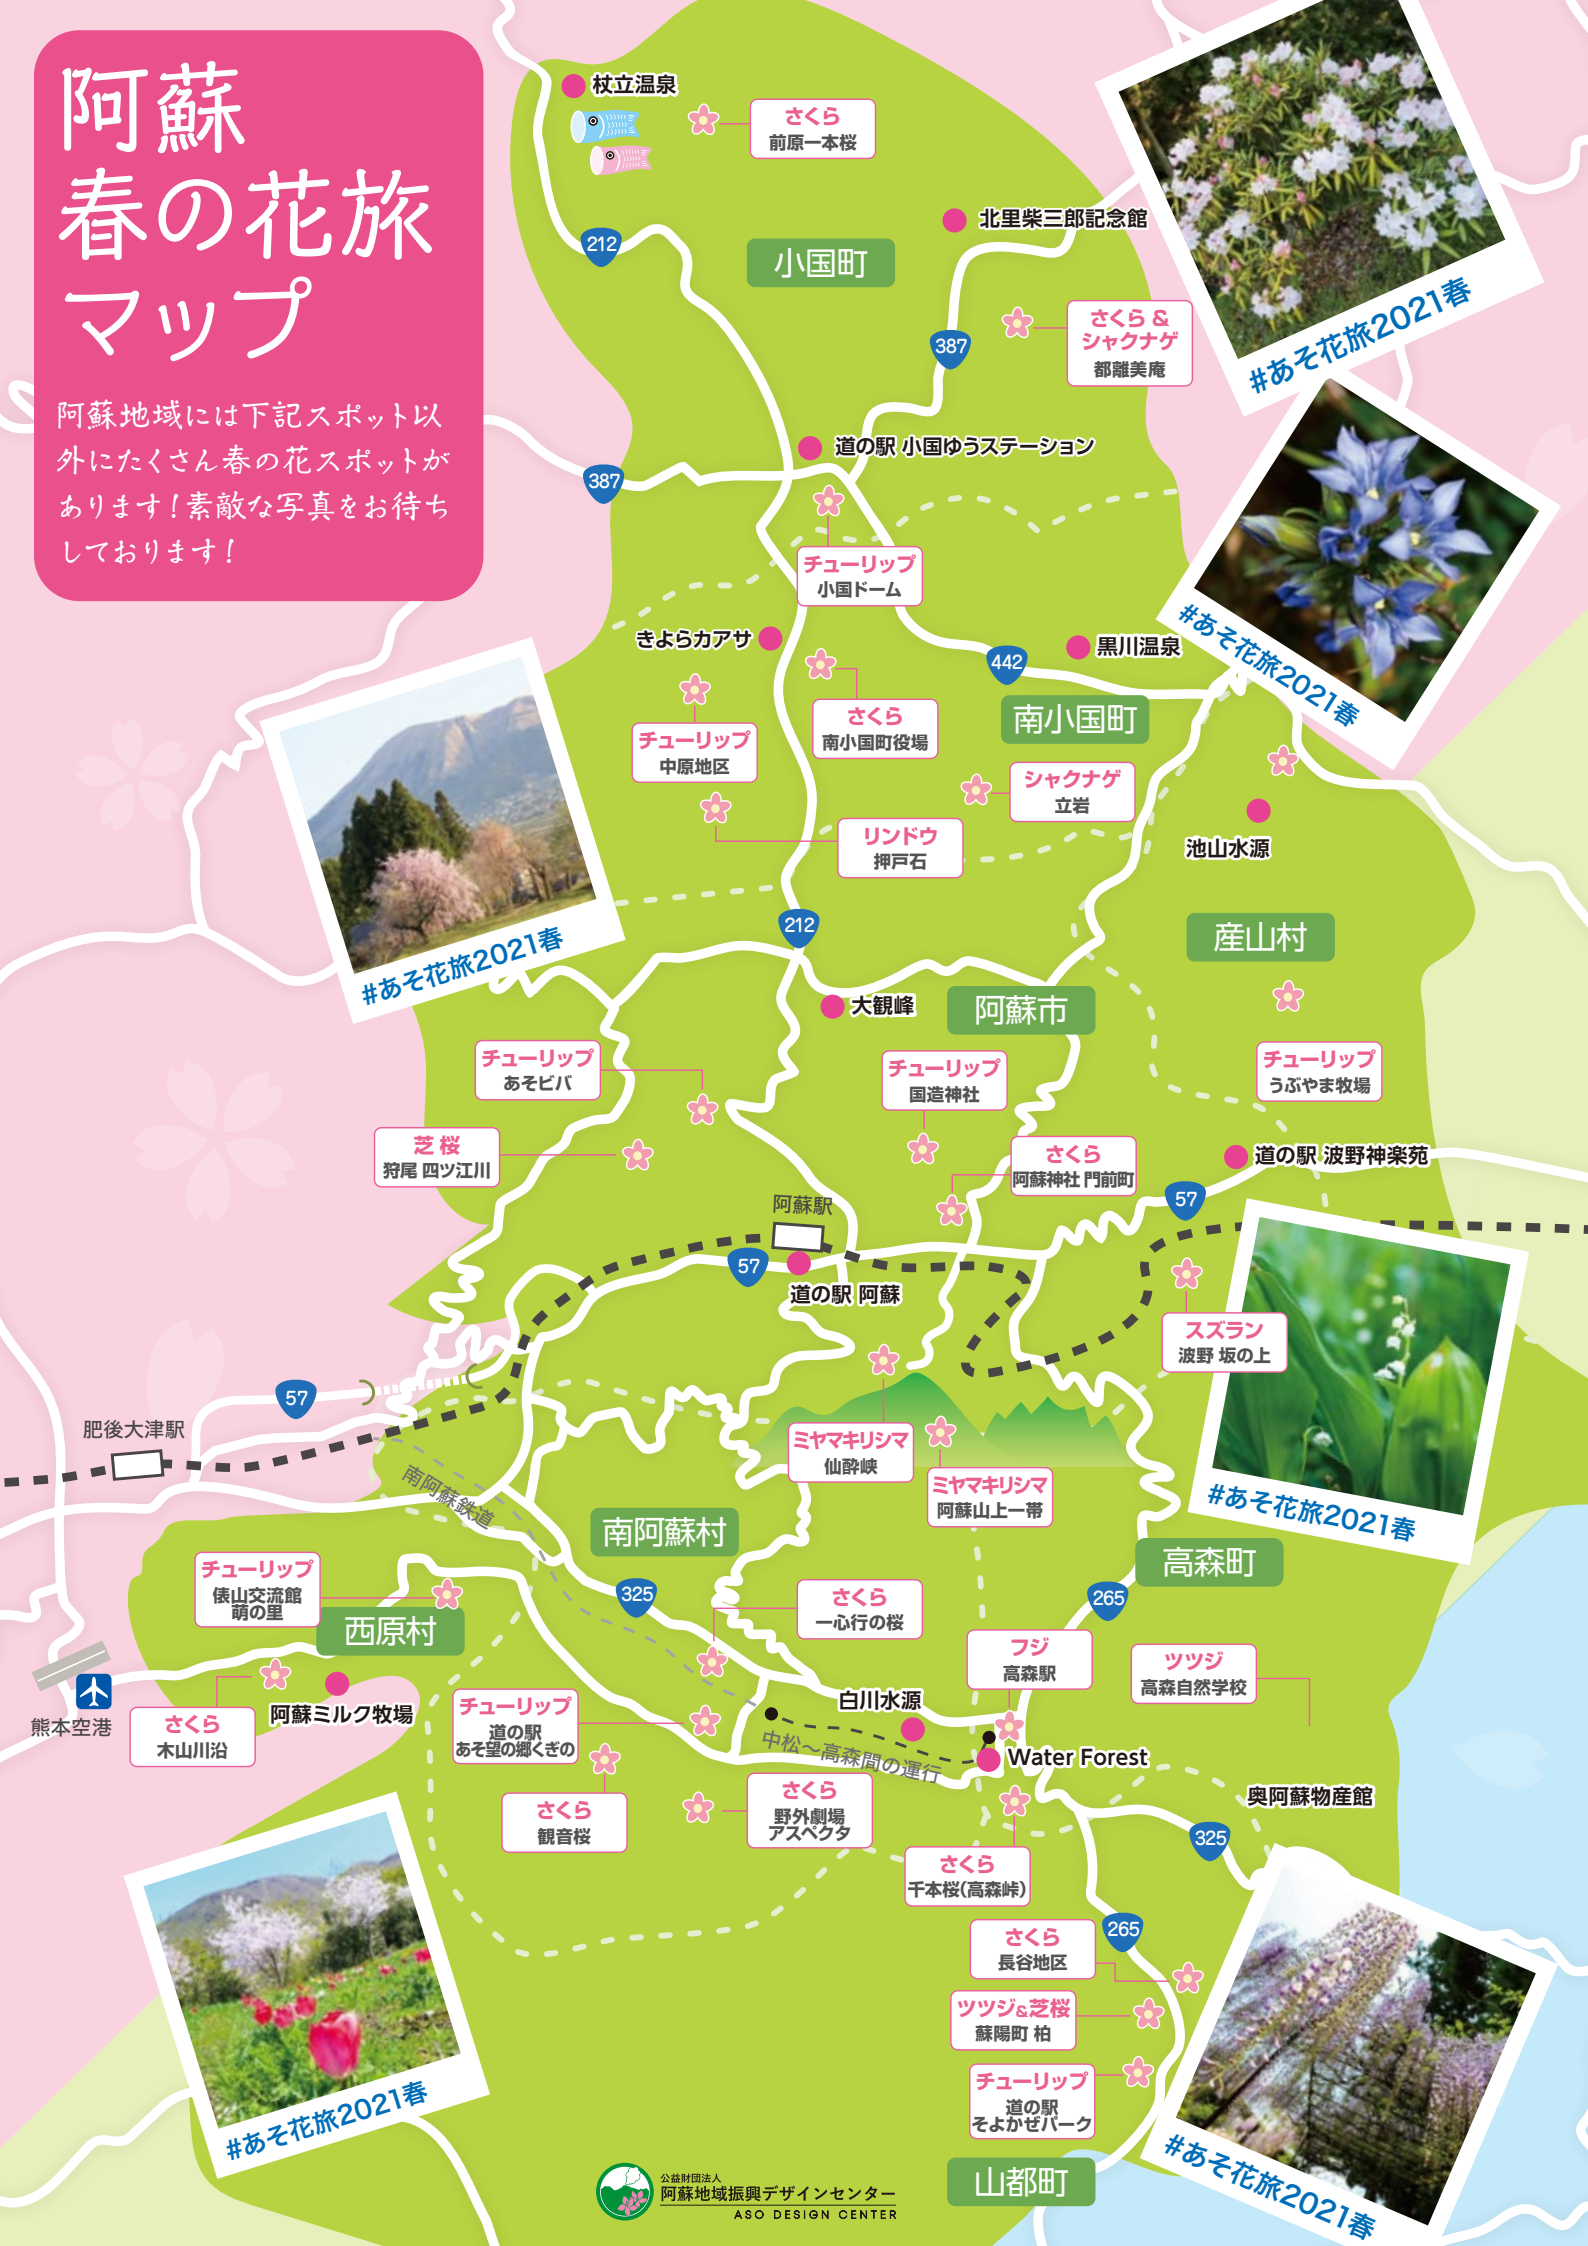 阿蘇
春の花旅
マップ
阿蘇地域には下記スポット以
外にたくさん春の花スポットが
あります！素敵な写真をお待ち
しております！
杖立温泉
さくら
前原一本桜
北里柴三郎記念館
212
小国町
387
さくら &
シャクナゲ
都離美庵
#あそ花旅2021春
道の駅 小国ゆうステーション
387
チューリップ
小国ドーム
きよらカアサ
442
黒川温泉
#あそ花旅2021春
さくら
南小国町役場
南小国町
チューリップ
中原地区
シャクナゲ
立岩
リンドウ
押戸石
池山水源
212
産山村
#あそ花旅2021春
大観峰
阿蘇市
チューリップ
あそビバ
チューリップ
国造神社
チューリップ
うぶやま牧場
芝桜
狩尾 四ツ江川
さくら
阿蘇神社 門前町
道の駅 波野神楽苑
57
阿蘇駅
57
道の駅 阿蘇
スズラン
波野 坂の上
57
肥後大津駅
ミヤマキリシマ
仙酔峡
ミヤマキリシマ
阿蘇山上一帯
#あそ花旅2021春
南阿蘇鉄道
南阿蘇村
高森町
チューリップ
俵山交流館
萌の里
325
265
西原村
さくら
一心行の桜
フジ
高森駅
ツツジ
高森自然学校
熊本空港
さくら
木山川沿
阿蘇ミルク牧場
チューリップ
道の駅
あそ望の郷くぎの
白川水源
中松〜高森間の運行
Water Forest
さくら
観音桜
さくら
野外劇場
アスペクタ
奥阿蘇物産館
325
さくら
千本桜(高森峠)
さくら
長谷地区
265
ツツジ&芝桜
蘇陽町 柏
チューリップ
道の駅
そよかぜパーク
#あそ花旅2021春
山都町
#あそ花旅2021春
公益財団法人
阿蘇地域振興デザインセンター
ASO DESIGN CENTER